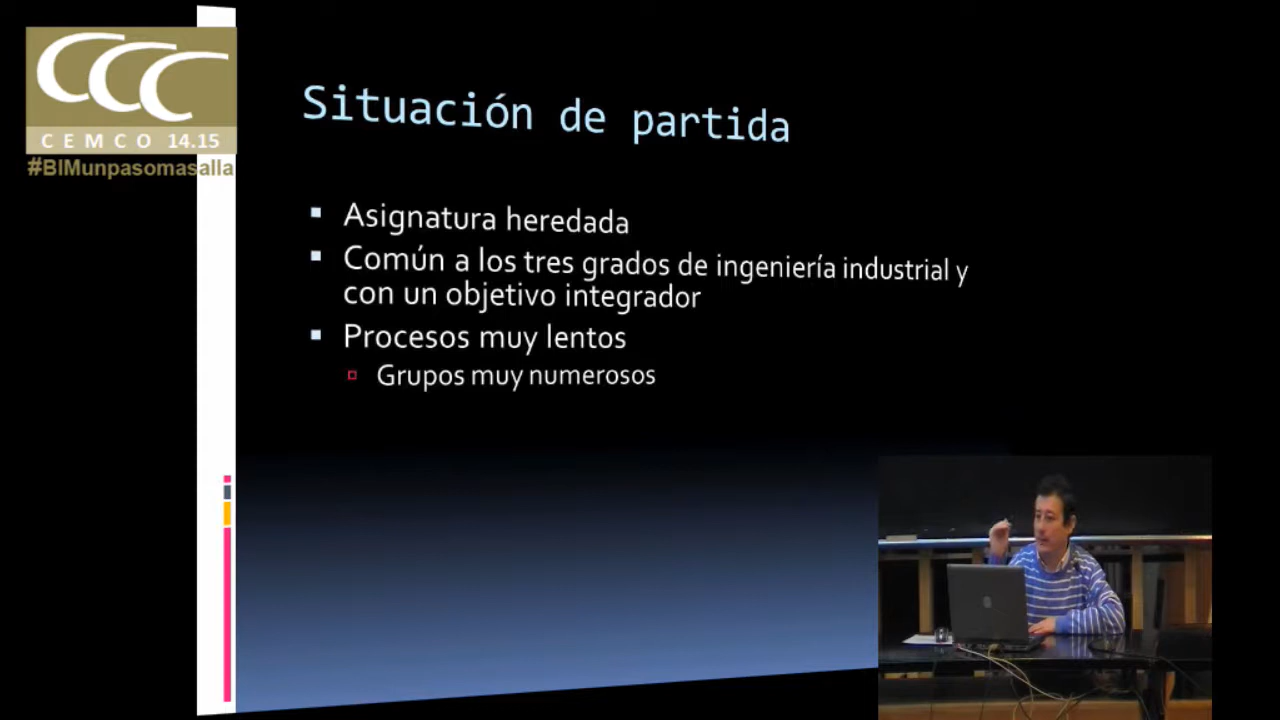 CEMCO 14.15
#BIMunpasomasalla
Situación de partida
Asignatura heredada
Común a los tres grados de ingeniería industrial y
con un objetivo integrador
Procesos muy lentos
Grupos muy numerosos